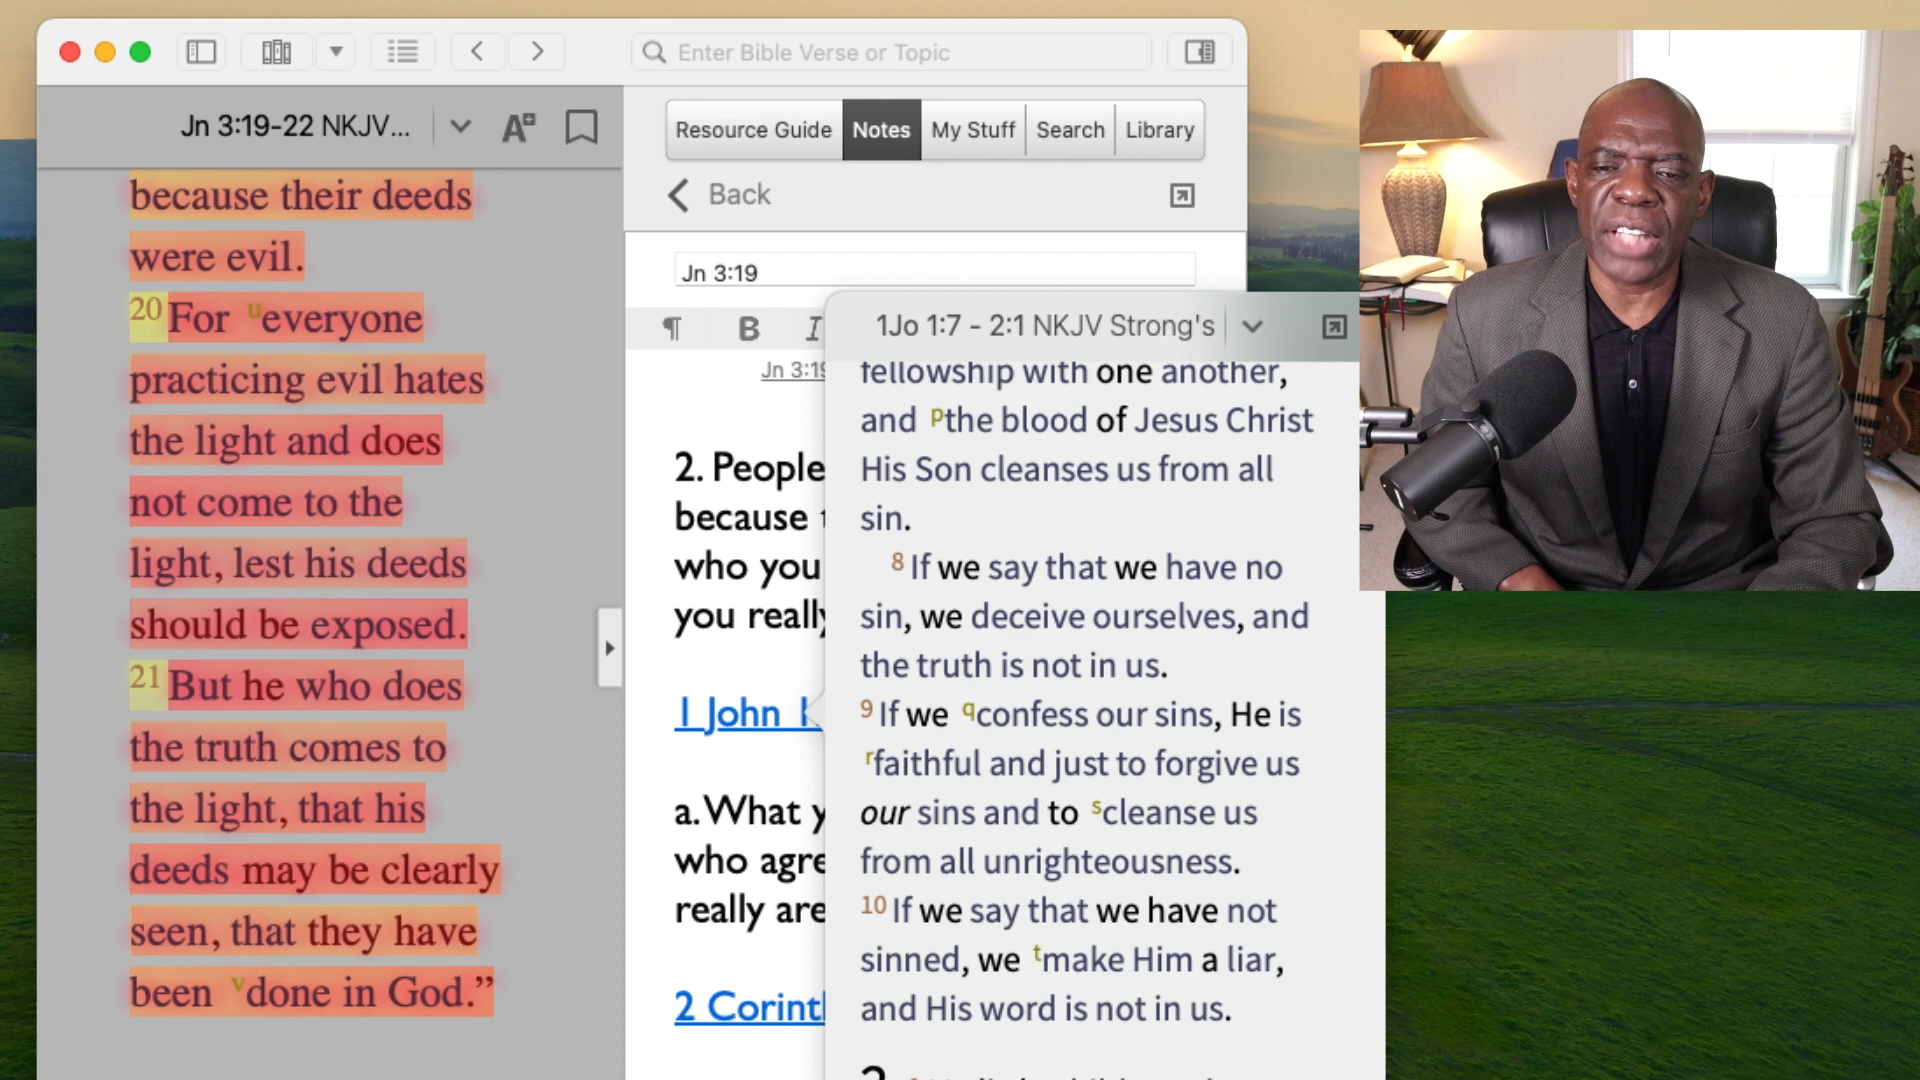 Enter Bible Verse or Topic
Jn 3:19-22 NKJV...
A
because their deeds
were evil.
20 For u everyone
practicing evil hates
the light and does
not come to the
light, lest his deeds
should be exposed.
21 But he who does
the truth comes to
the light, that his
deeds may be clearly
seen, that they have
been v done in God.”
Resource Guide
Notes
My Stuff
Search
Library
Back
Jn 3:19
¶ B I
Jn 3:19
2. People
because
who you
you really
1 John
a. What
who agre
really are
2 Corint
1Jo 1:7 - 2:1 NKJV Strong's
fellowship with one another,
and p the blood of Jesus Christ
His Son cleanses us from all
sin.
8 If we say that we have no
sin, we deceive ourselves, and
the truth is not in us.
9 If we q confess our sins, He is
r faithful and just to forgive us
our sins and to s cleanse us
from all unrighteousness.
10 If we say that we have not
sinned, we t make Him a liar,
and His word is not in us.